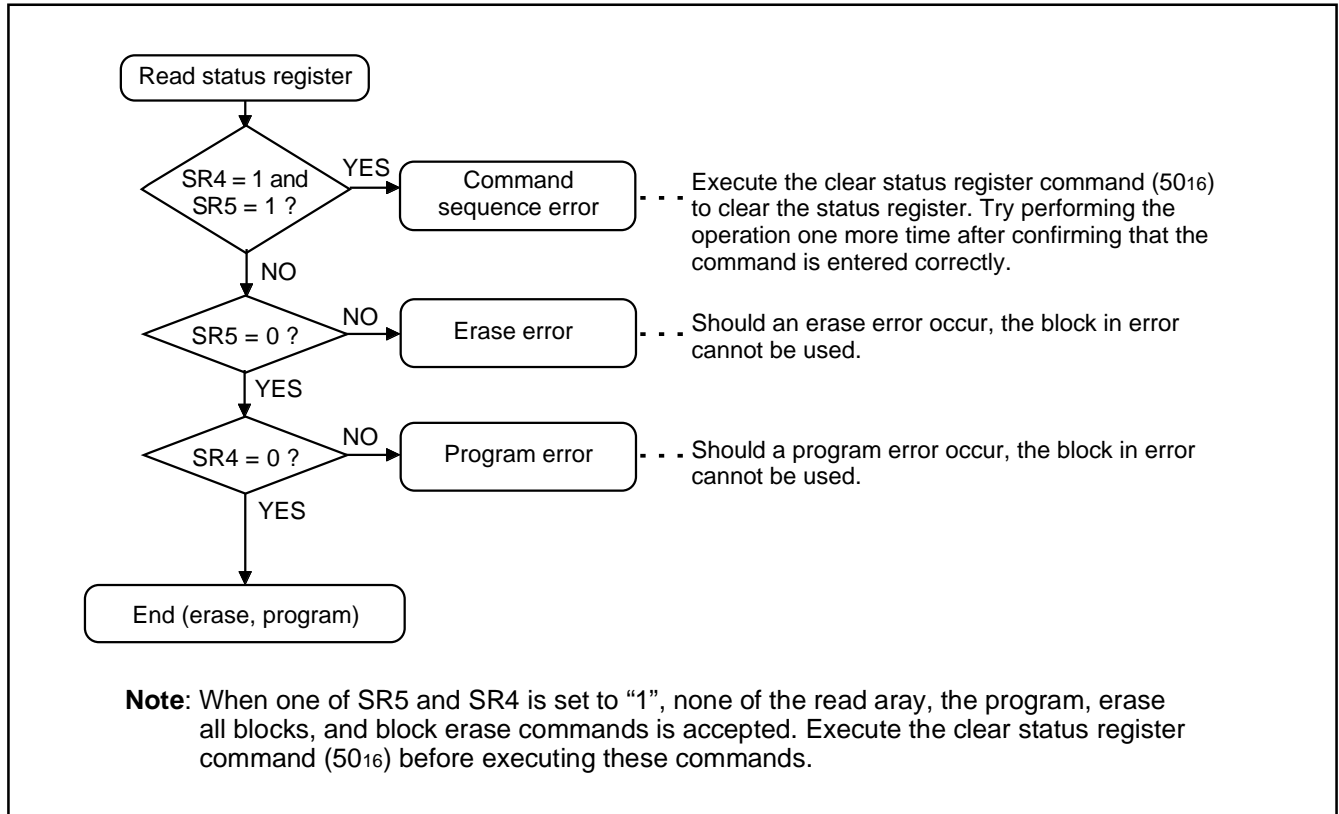 Read status register
SR4 = 1 and
SR5 = 1 ?
YES
Command
sequence error
Execute the clear status register command (5016)
to clear the status register. Try performing the
operation one more time after confirming that the
command is entered correctly.
NO
SR5 = 0 ?
NO
Erase error
Should an erase error occur, the block in error
cannot be used.
YES
SR4 = 0 ?
NO
Program error
Should a program error occur, the block in error
cannot be used.
YES
End (erase, program)
Note: When one of SR5 and SR4 is set to “1”, none of the read aray, the program, erase
all blocks, and block erase commands is accepted. Execute the clear status register
command (5016) before executing these commands.